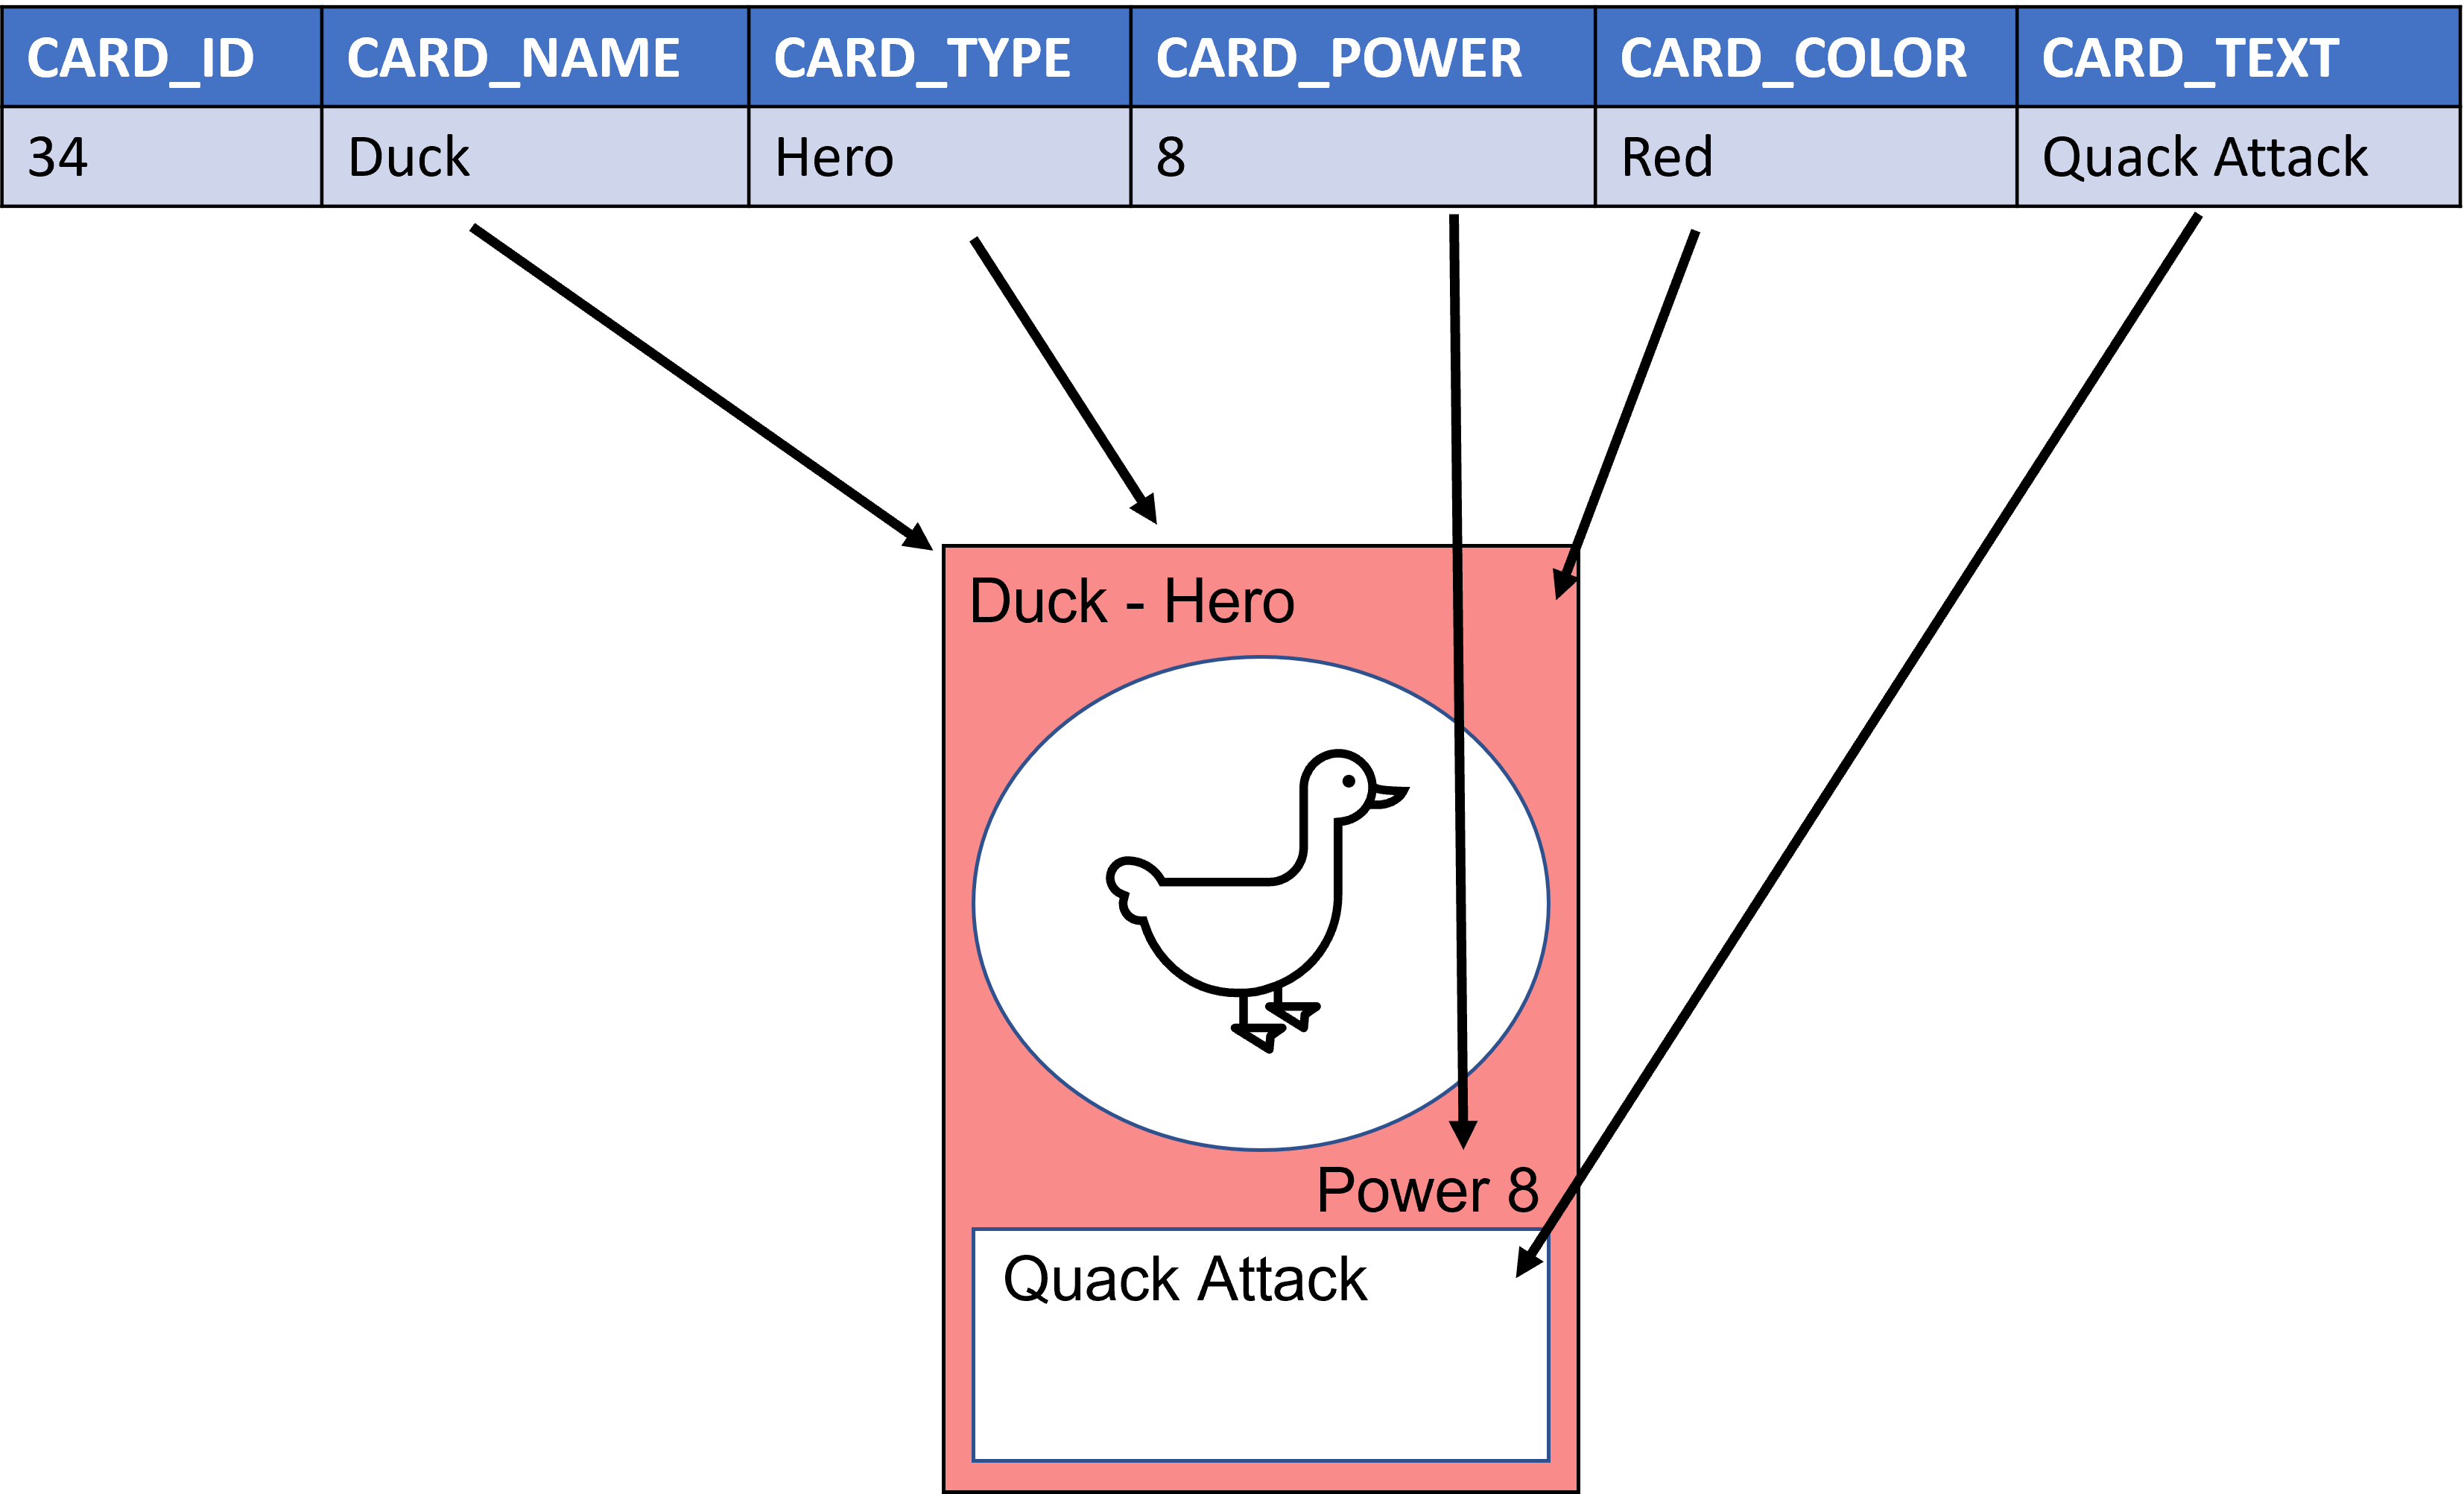 CARD_ID CARD_NAME CARD_TYPE CARD_POWER CARD_COLOR CARD_TEXT
34 Duck Hero 8 Red Quack Attack
Duck - Hero
Power 8
Quack Attack